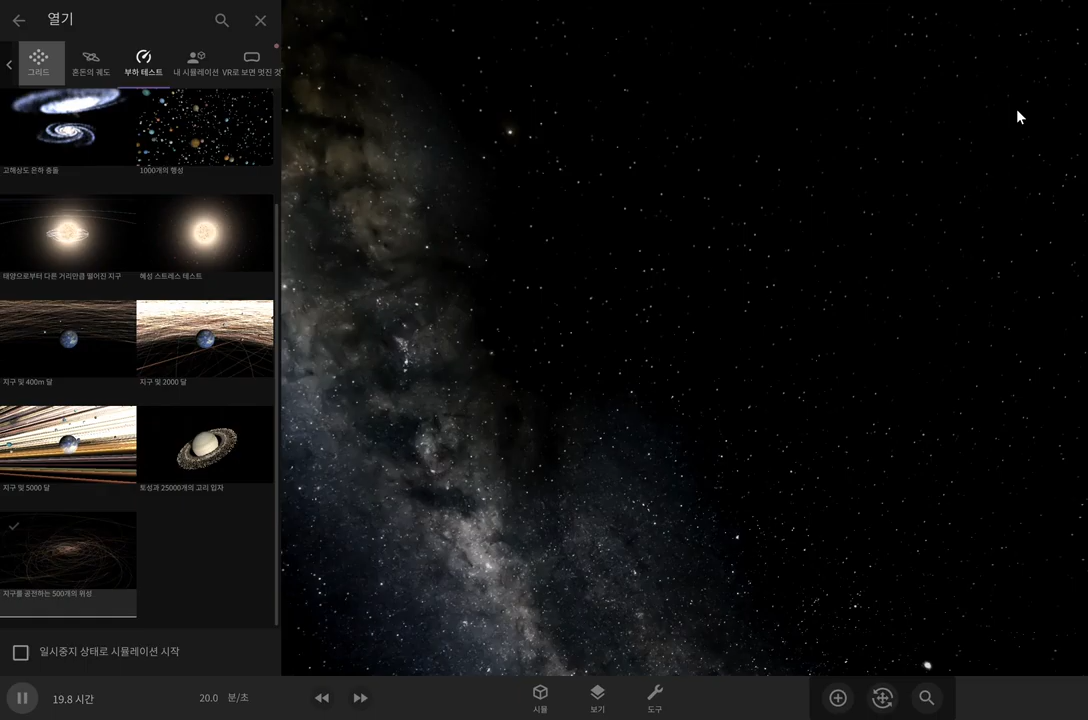 열기
그리드
혼돈의 궤도
부하 테스트
내 시뮬레이션
VR로 보면 멋진 것
고해상도 은하 충돌
1000개의 행성
태양으로부터 다른 거리만큼 떨어진 지구
혜성 스트레스 테스트
지구 및 400m 달
지구 및 2000 달
지구 및 5000 달
토성과 25000개의 고리 입자
지구를 공전하는 500개의 위성
일시중지 상태로 시뮬레이션 시작
19.8 시간
20.0 분/초
시뮬
보기
도구